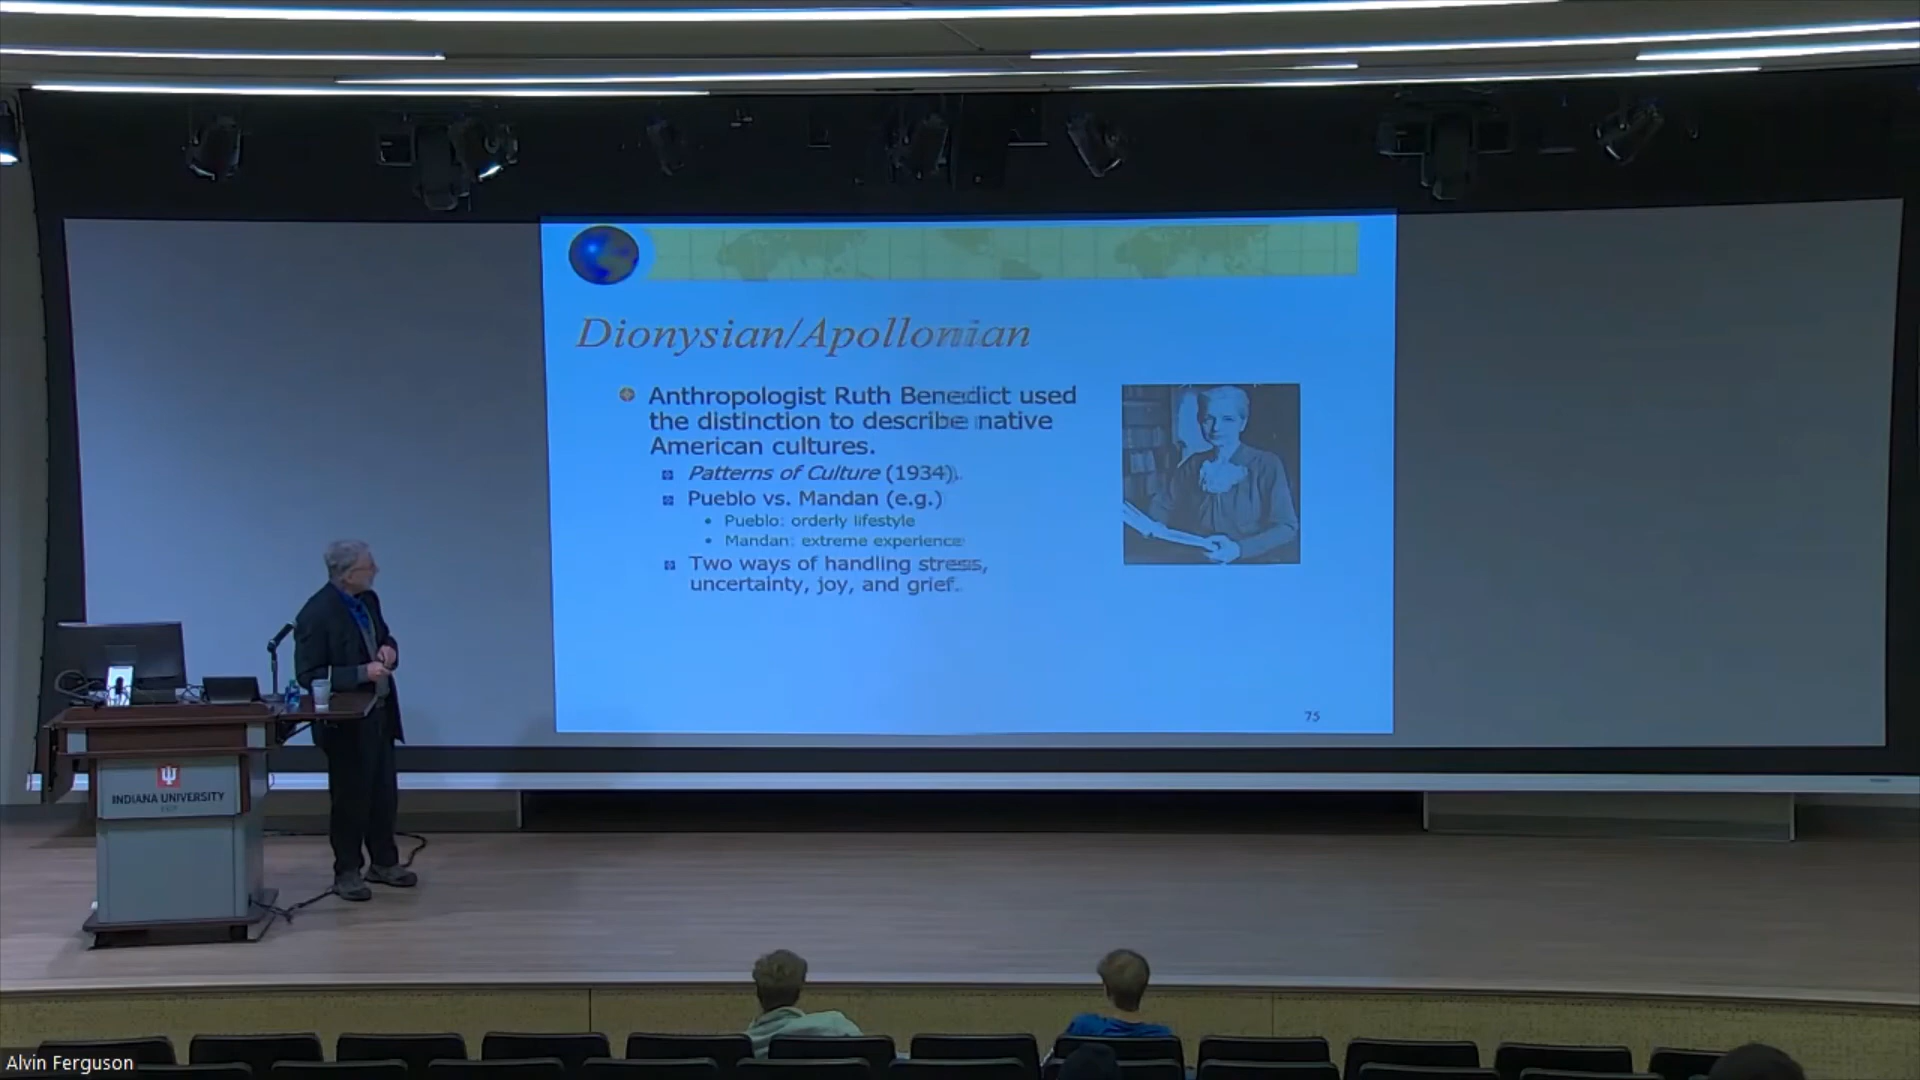 Dionysian/Apollonian
Anthropologist Ruth Benedict used
the distinction to describe native
American cultures.
Patterns of Culture (1934).
Pueblo vs. Mandan (e.g.)
Pueblo: orderly lifestyle
Mandan: extreme experience
Two ways of handling stress,
uncertainty, joy, and grief.
75
INDIANA UNIVERSITY
Alvin Ferguson